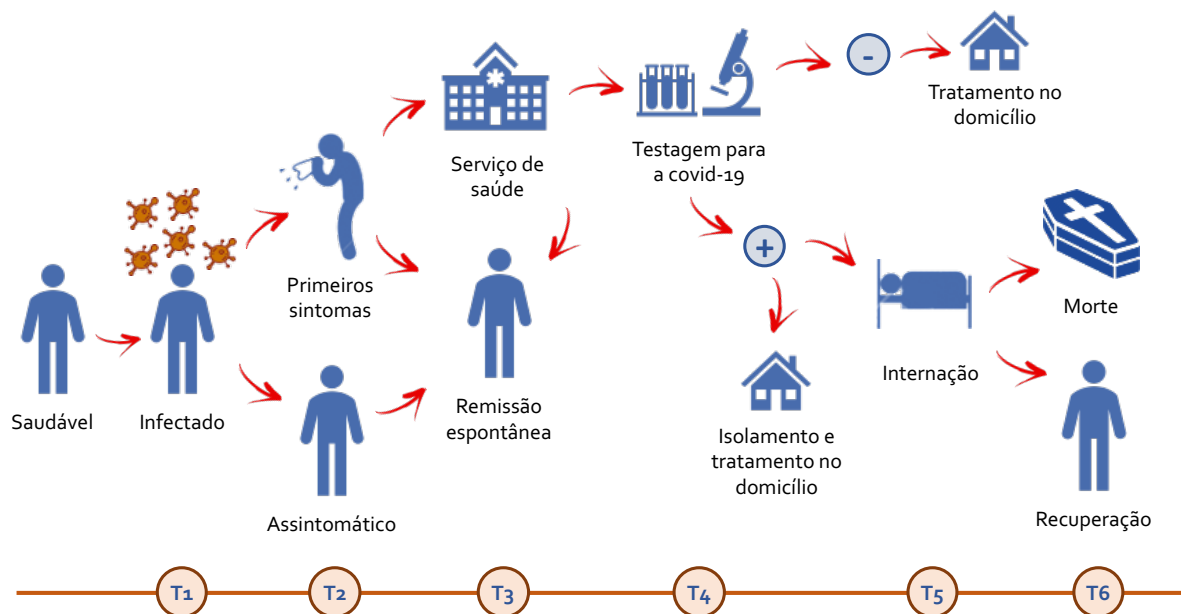 -
Tratamento no
domicílio
Serviço de
saúde
Testagem para
a covid-19
+
Primeiros
sintomas
Morte
Saudável
Infectado
Remissão
espontânea
Internação
Isolamento e
tratamento no
domicílio
Assintomático
Recuperação
T1
T2
T3
T4
T5
T6